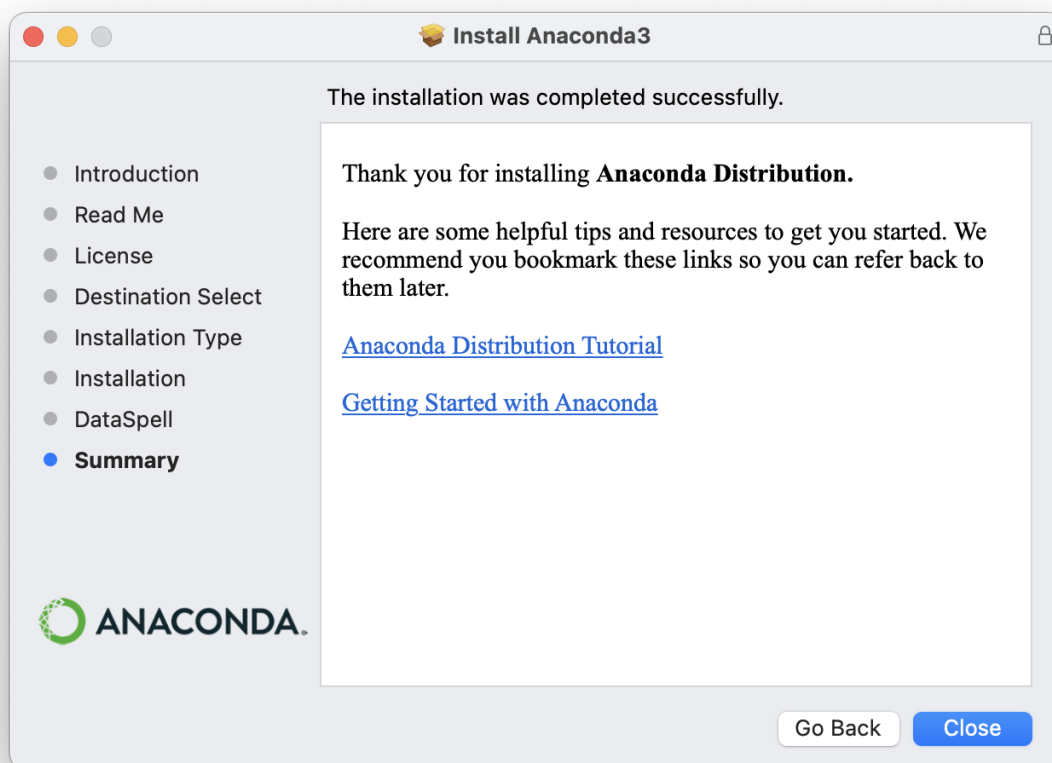 Install Anaconda3
The installation was completed successfully.
Introduction
Read Me
License
Destination Select
Installation Type
Installation
DataSpell
Summary
Thank you for installing Anaconda Distribution.
Here are some helpful tips and resources to get you started. We
recommend you bookmark these links so you can refer back to
them later.
Anaconda Distribution Tutorial
Getting Started with Anaconda
ANACONDA.
Go Back
Close